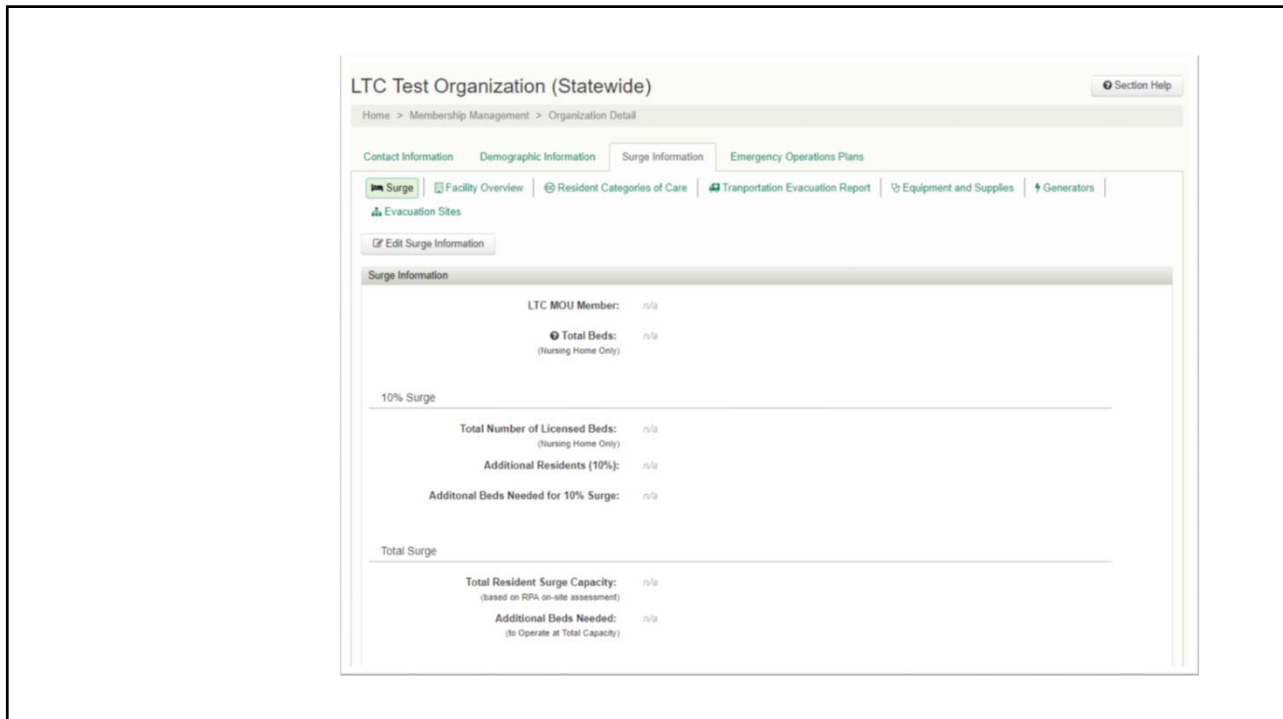 LTC Test Organization (Statewide)
Section Help
Home > Membership Management > Organization Detail
Contact Information Demographic Information Surge Information Emergency Operations Plans
Surge Facility Overview Resident Categories of Care Tranportation Evacuation Report Equipment and Supplies Generators
Evacuation Sites
Edit Surge Information
Surge Information
LTC MOU Member: n/a
Total Beds: n/a
(Nursing Home Only)
10% Surge
Total Number of Licensed Beds: n/a
(Nursing Home Only)
Additional Residents (10%): n/a
Additonal Beds Needed for 10% Surge: n/a
Total Surge
Total Resident Surge Capacity: n/a
(based on RPA on-site assessment)
Additional Beds Needed: n/a
(to Operate at Total Capacity)